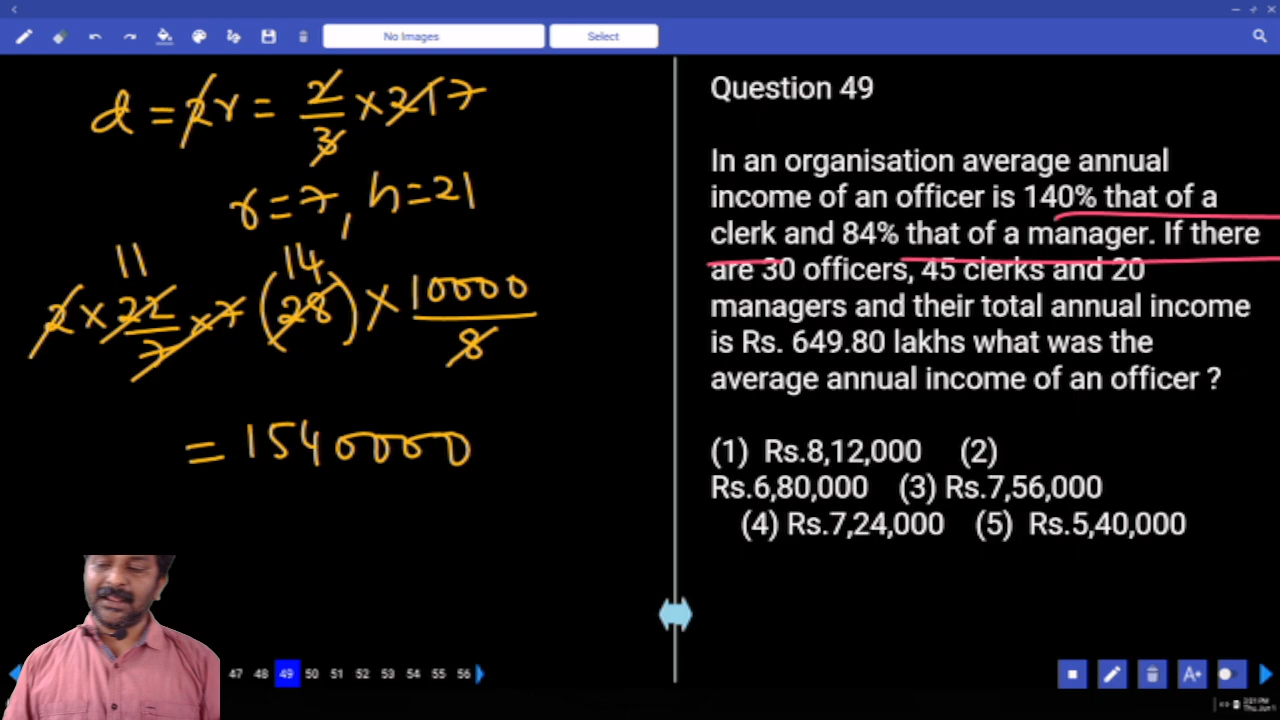 No Images
Select
d = 2r = 2/3 × 21 7
r = 7, h = 21
11 14
2 × 22/7 × 7 (28) × 10000/8
= 1540000
Question 49
In an organisation average annual
income of an officer is 140% that of a
clerk and 84% that of a manager. If there
are 30 officers, 45 clerks and 20
managers and their total annual income
is Rs. 649.80 lakhs what was the
average annual income of an officer ?
(1) Rs.8,12,000 (2)
Rs.6,80,000 (3) Rs.7,56,000
(4) Rs.7,24,000 (5) Rs.5,40,000
47 48 49 50 51 52 53 54 55 56
A+